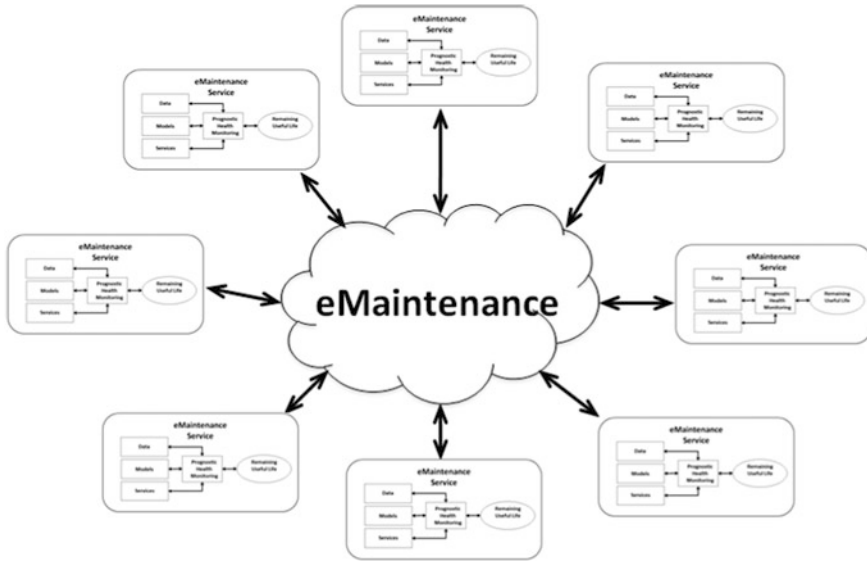 eMaintenance
Service
Data
Models
Services
Prognostic
Health
Monitoring
Remaining
Useful Life
eMaintenance
Service
Data
Models
Services
Prognostic
Health
Monitoring
Remaining
Useful Life
eMaintenance
Service
Data
Models
Services
Prognostic
Health
Monitoring
Remaining
Useful Life
eMaintenance
Service
Data
Models
Services
Prognostic
Health
Monitoring
Remaining
Useful Life
eMaintenance
eMaintenance
Service
Data
Models
Services
Prognostic
Health
Monitoring
Remaining
Useful Life
eMaintenance
Service
Data
Models
Services
Prognostic
Health
Monitoring
Remaining
Useful Life
eMaintenance
Service
Data
Models
Services
Prognostic
Health
Monitoring
Remaining
Useful Life
eMaintenance
Service
Data
Models
Services
Prognostic
Health
Monitoring
Remaining
Useful Life